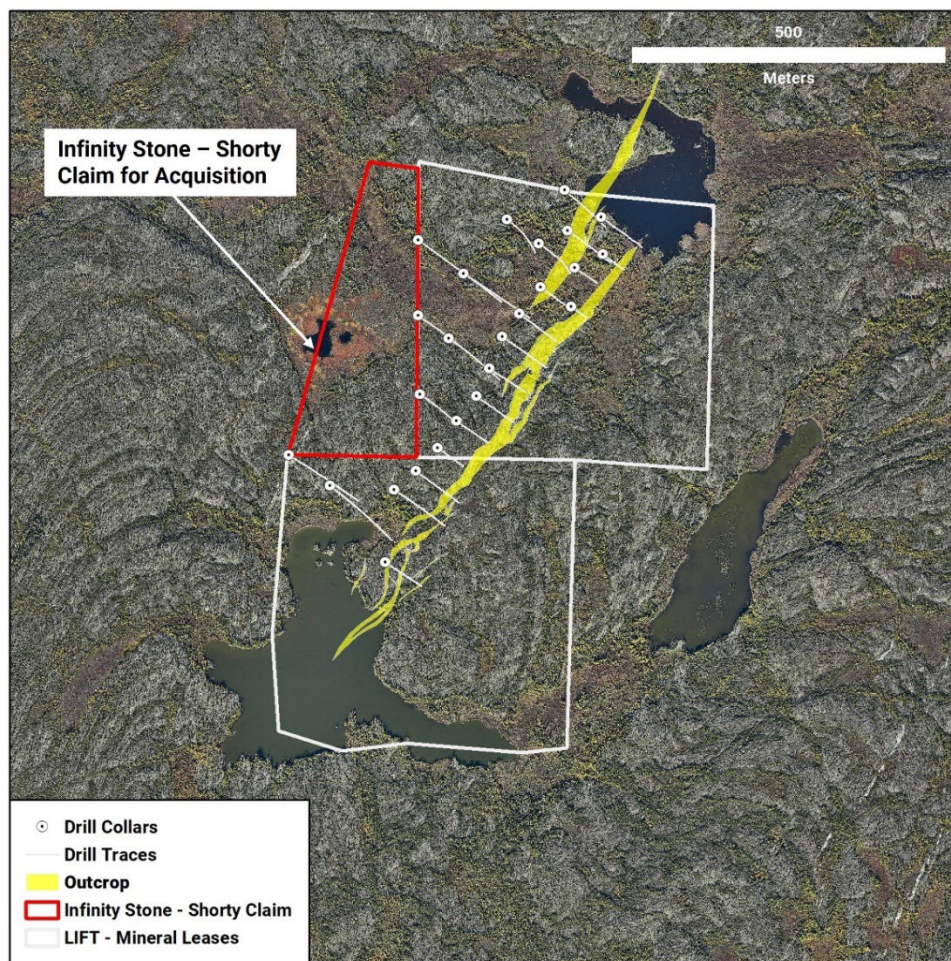 500
Meters
Infinity Stone – Shorty
Claim for Acquisition
Drill Collars
Drill Traces
Outcrop
Infinity Stone - Shorty Claim
LIFT - Mineral Leases